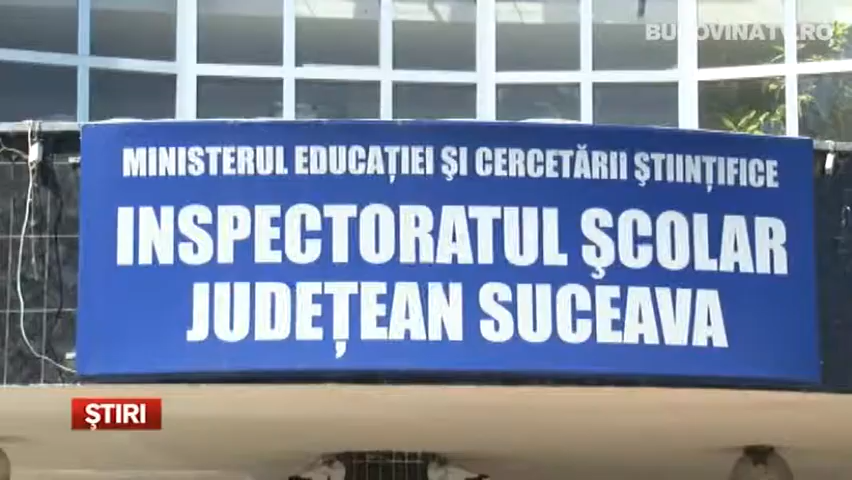 BUCOVINATV.RO
MINISTERUL EDUCAȚIEI ȘI CERCETĂRII ȘTIINȚIFICE
INSPECTORATUL ȘCOLAR
JUDEȚEAN SUCEAVA
ȘTIRI